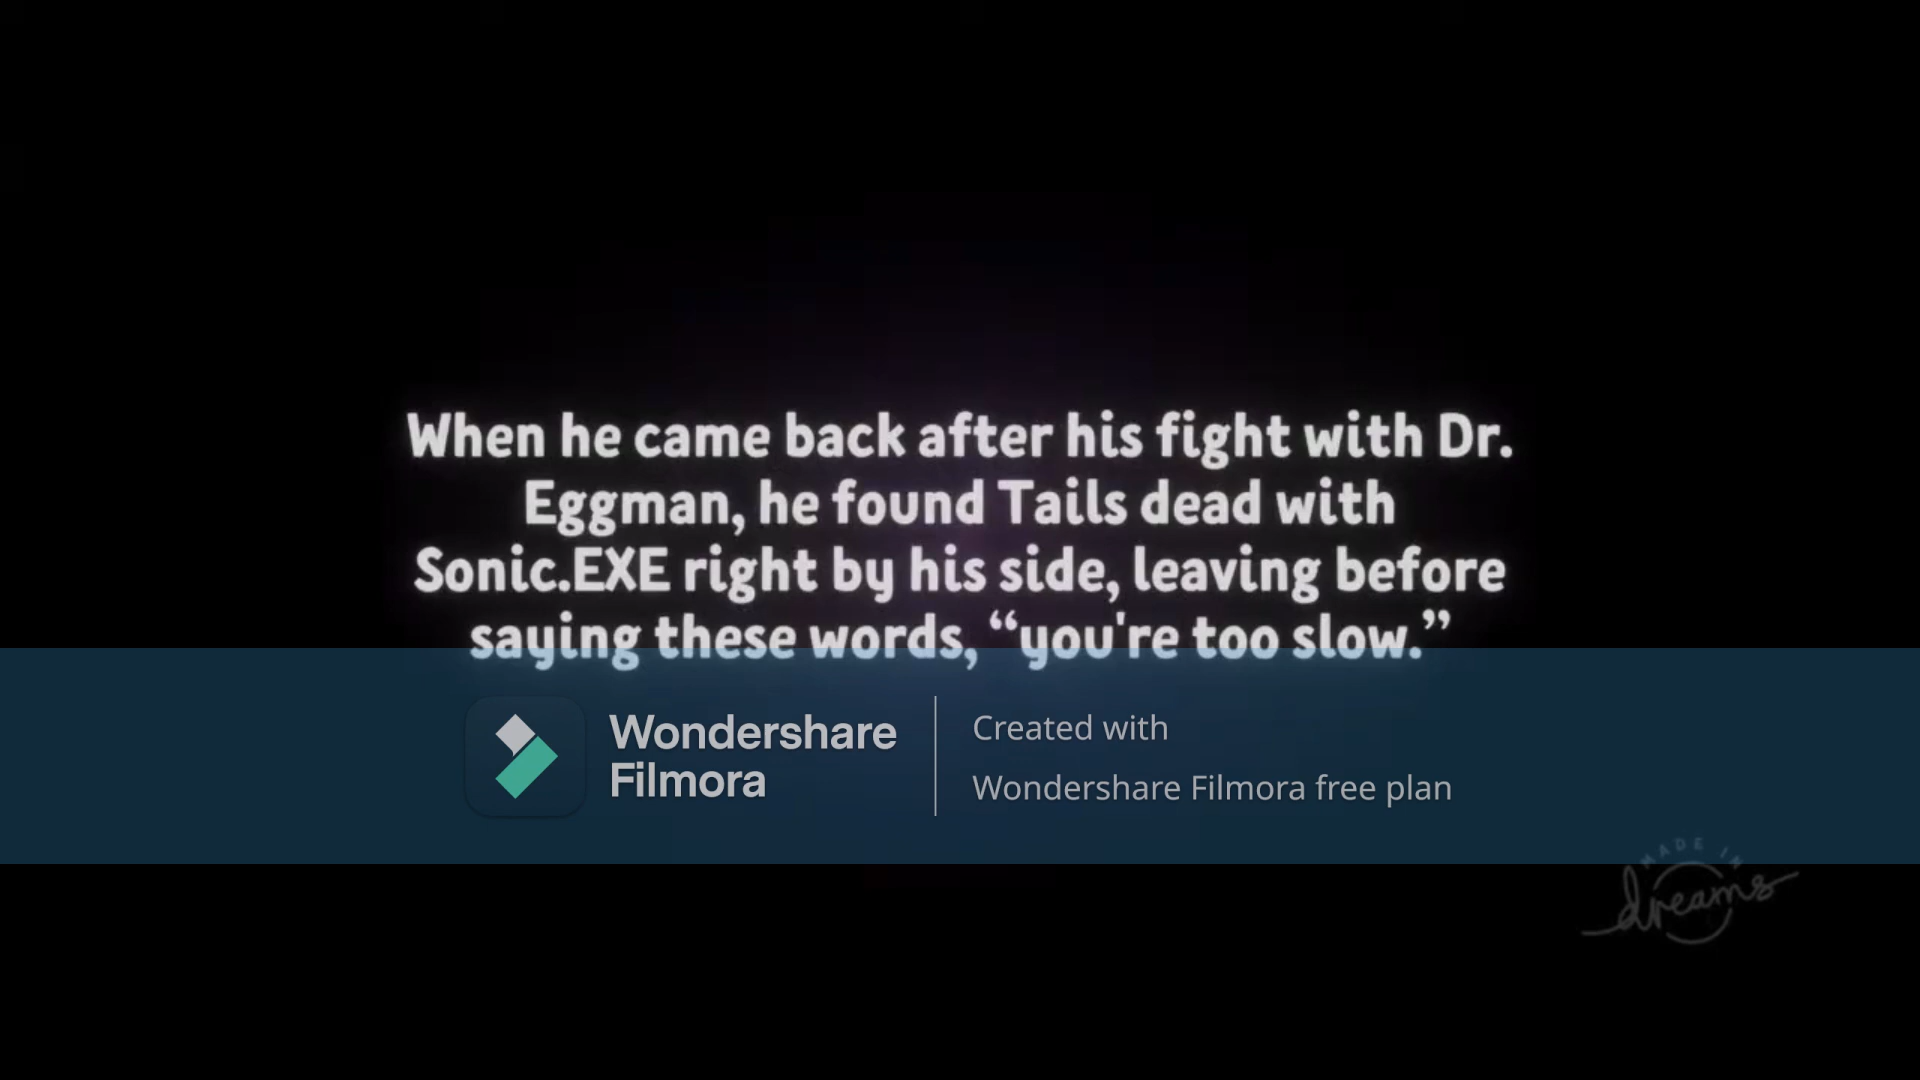 When he came back after his fight with Dr.
Eggman, he found Tails dead with
Sonic.EXE right by his side, leaving before
saying these words, “you're too slow.”
Wondershare
Filmora
Created with
Wondershare Filmora free plan
MADE IN
dreams